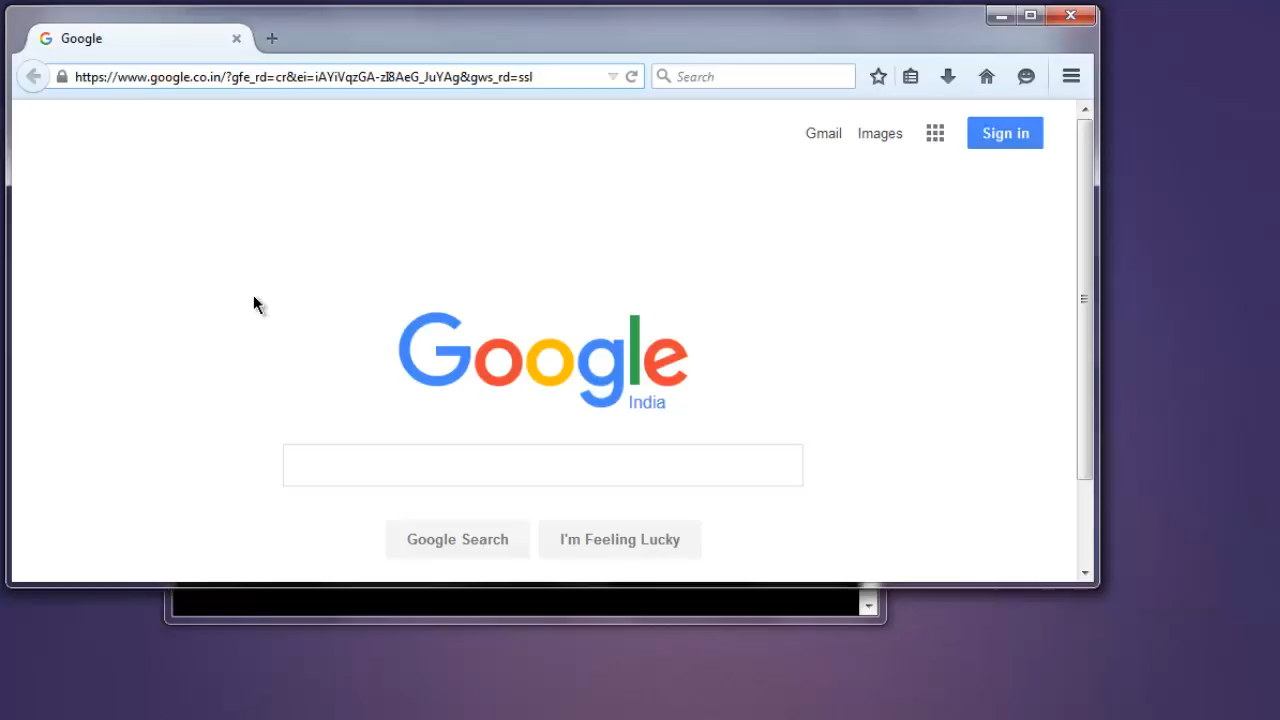 Google
https://www.google.co.in/?gfe_rd=cr&ei=iAYiVqzGA-zI8AeG_JuYAg&gws_rd=ssl
Search
Gmail
Images
Sign in
Google
India
Google Search
I'm Feeling Lucky